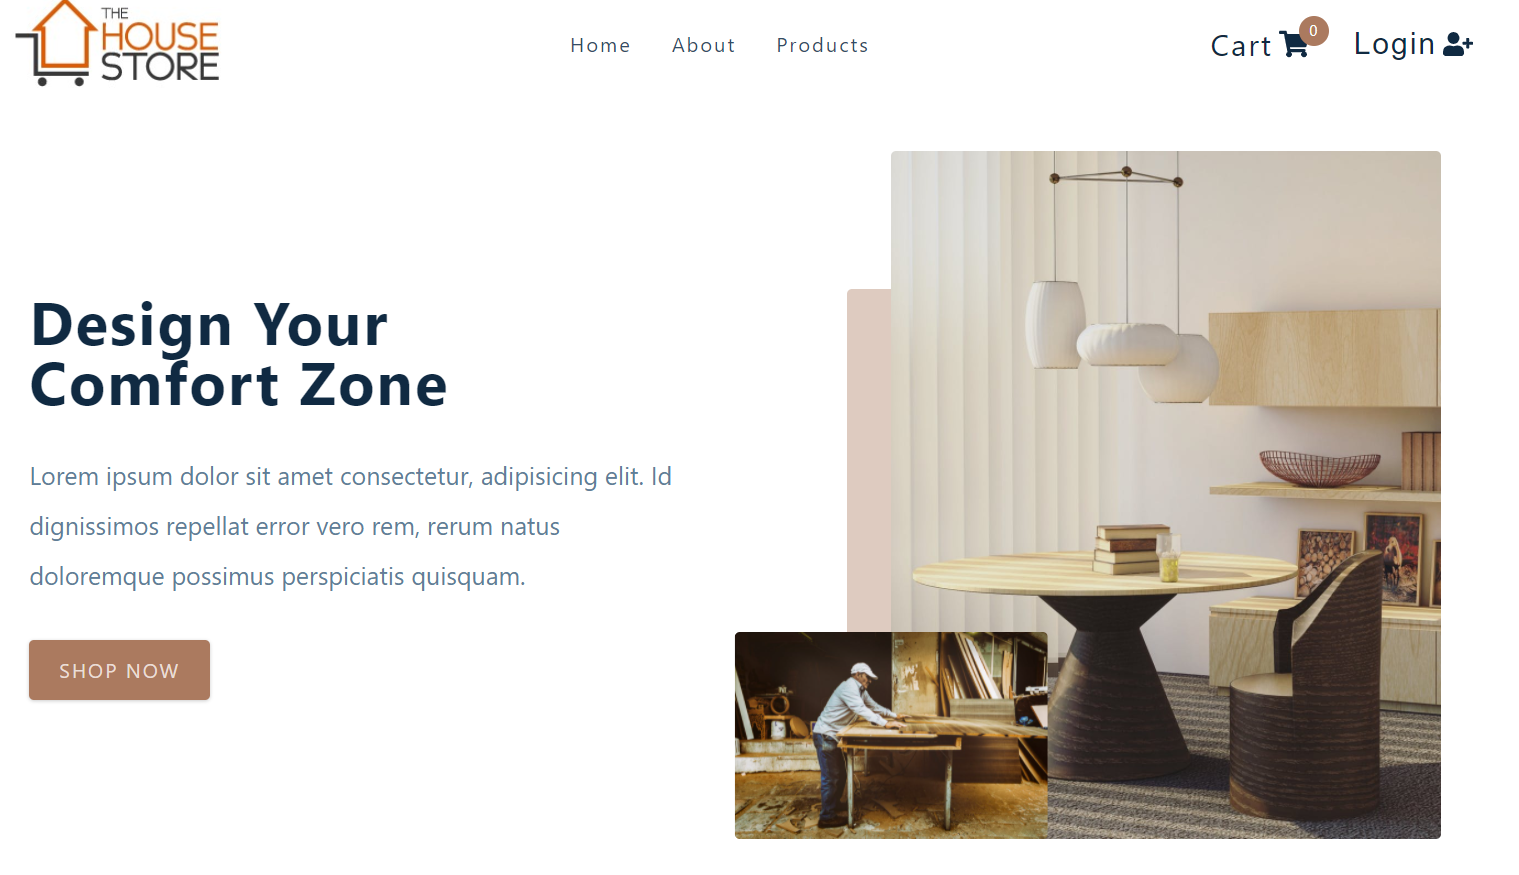 THE
HOUSE
STORE
Home About Products
Cart 0 Login
Design Your
Comfort Zone
Lorem ipsum dolor sit amet consectetur, adipisicing elit. Id
dignissimos repellat error vero rem, rerum natus
doloremque possimus perspiciatis quisquam.
SHOP NOW